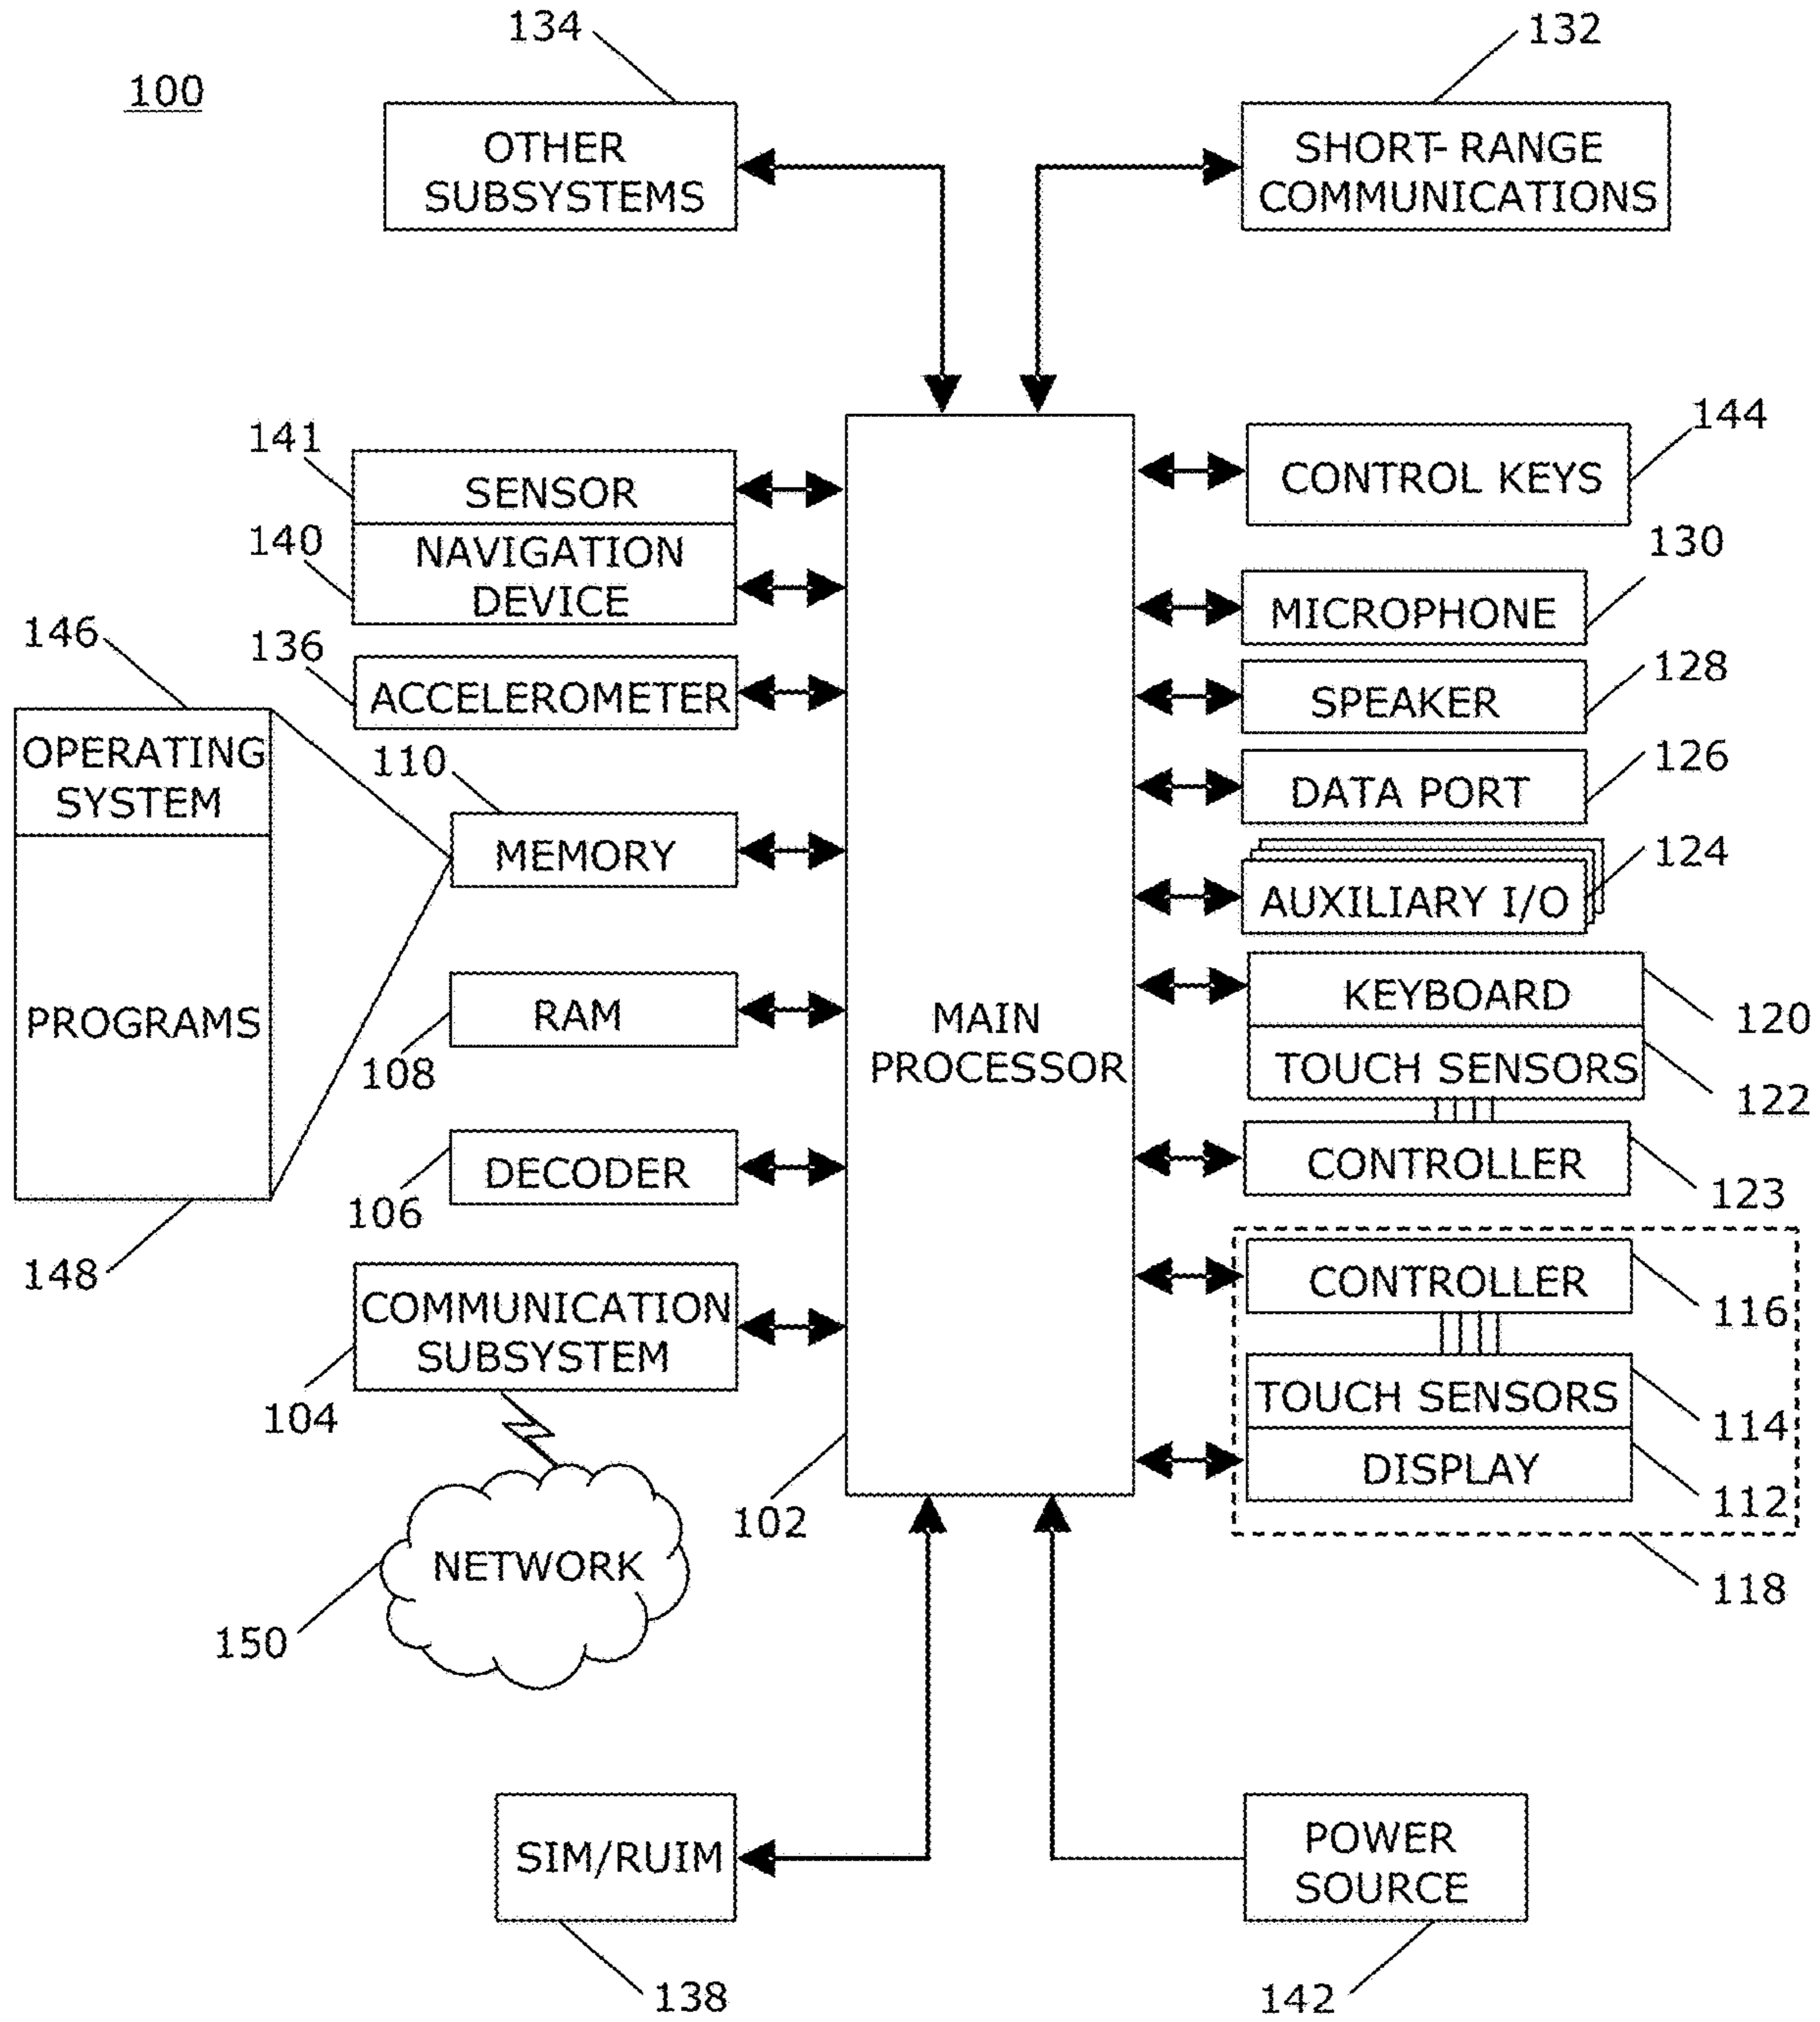 134
132
100
OTHER
SUBSYSTEMS
SHORT-RANGE
COMMUNICATIONS
141
SENSOR
140
NAVIGATION
DEVICE
146
136
ACCELEROMETER
OPERATING
SYSTEM
110
MEMORY
PROGRAMS
RAM
108
DECODER
106
148
COMMUNICATION
SUBSYSTEM
104
NETWORK
150
MAIN
PROCESSOR
102
144
CONTROL KEYS
130
MICROPHONE
128
SPEAKER
126
DATA PORT
124
AUXILIARY I/O
KEYBOARD
120
TOUCH SENSORS
122
CONTROLLER
123
CONTROLLER
116
TOUCH SENSORS
114
DISPLAY
112
118
SIM/RUIM
138
POWER
SOURCE
142